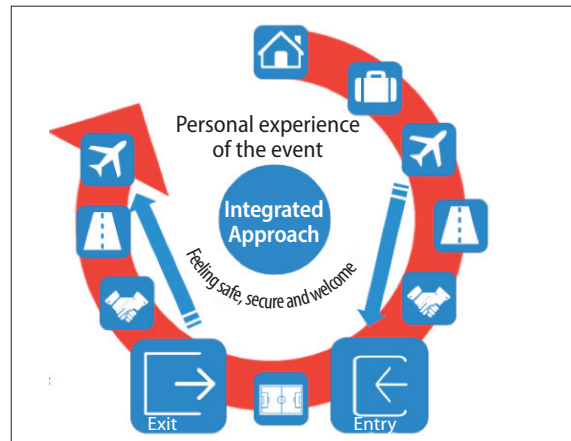 Personal experience
of the event
Integrated
Approach
Feeling safe, secure and welcome
Exit
Entry